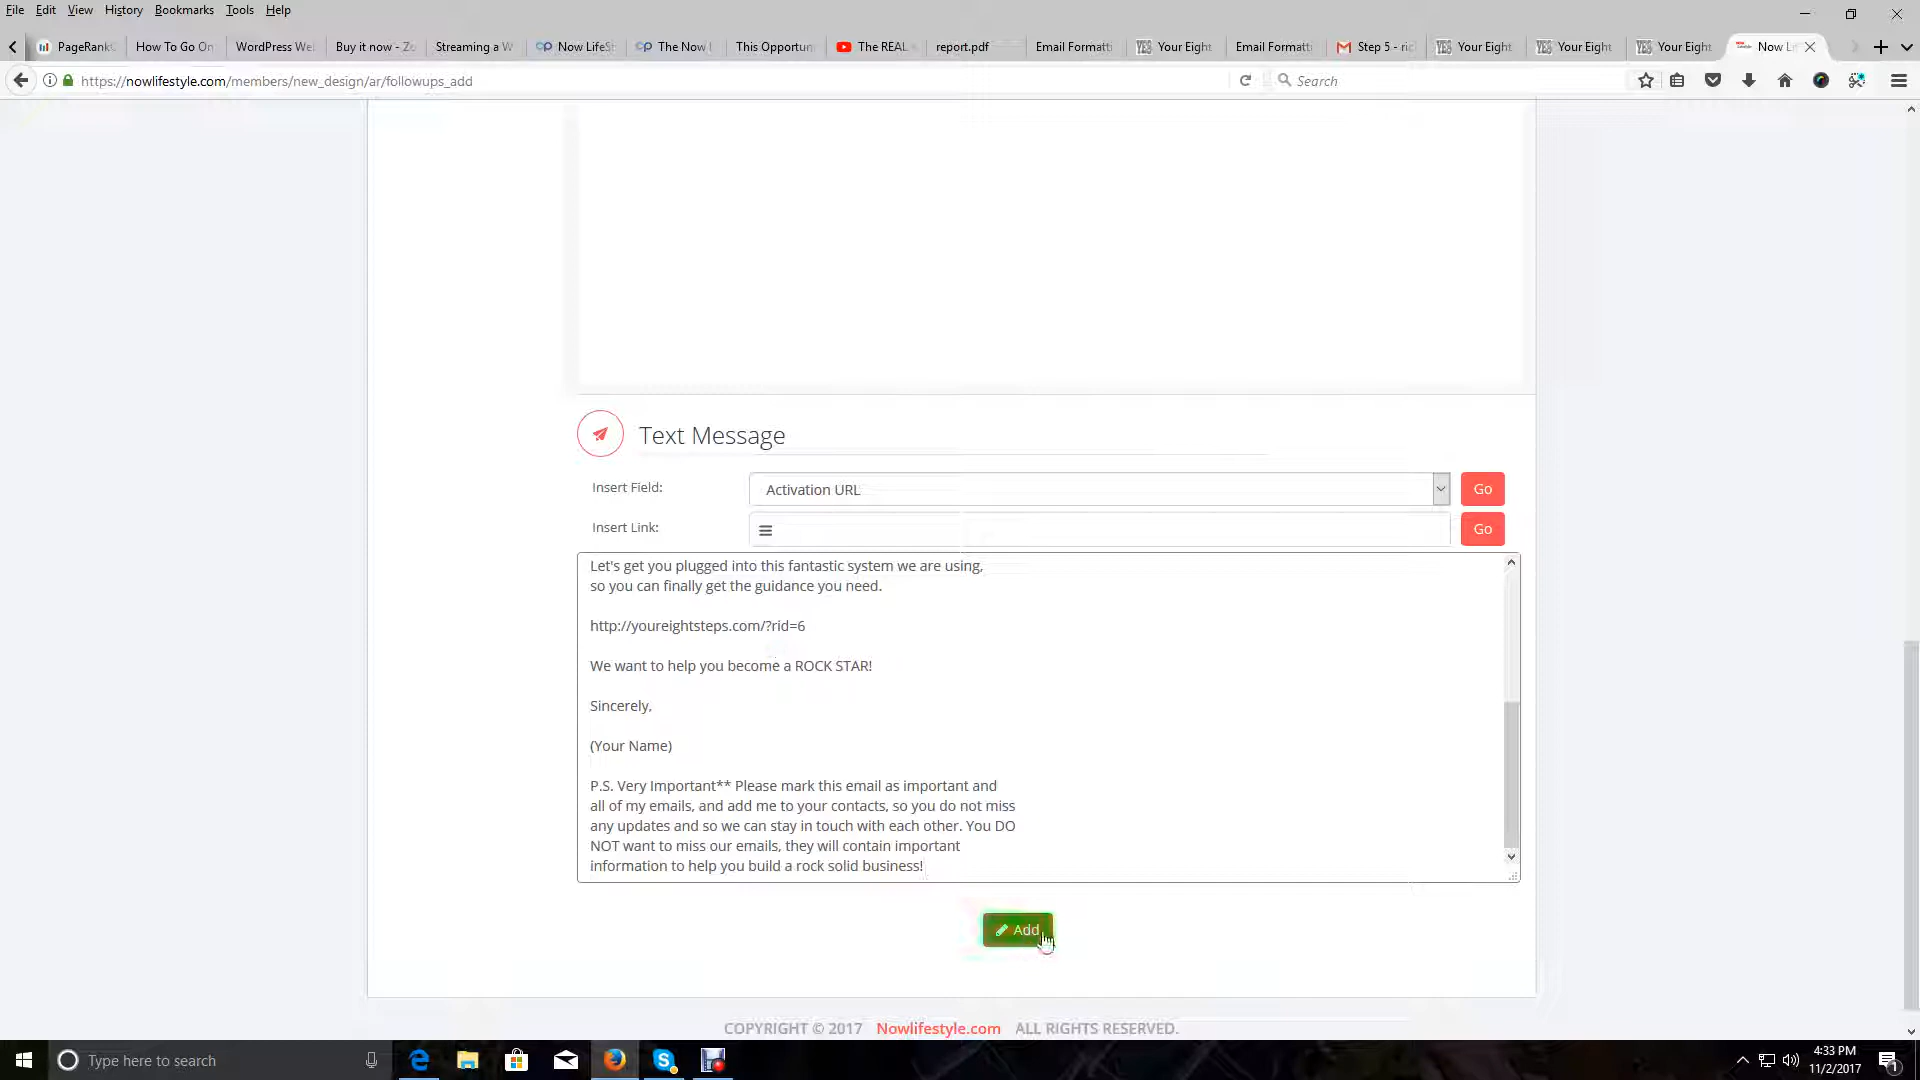 File Edit View History Bookmarks Tools Help
PageRank
How To Go On
WordPress We
Buy it now - Zo
Streaming a W
Now LifeS
The Now
This Opportun
The REAL
report.pdf
Email Formatti
Your Eight
Email Formatti
Step 5 - ric
Your Eight
Your Eight
Your Eight
Now Li
https://nowlifestyle.com/members/new_design/ar/followups_add
Search
Text Message
Insert Field:
Activation URL
Go
Insert Link:
Go
Let's get you plugged into this fantastic system we are using,
so you can finally get the guidance you need.
http://youreightsteps.com/?rid=6
We want to help you become a ROCK STAR!
Sincerely,
(Your Name)
P.S. Very Important** Please mark this email as important and
all of my emails, and add me to your contacts, so you do not miss
any updates and so we can stay in touch with each other. You DO
NOT want to miss our emails, they will contain important
information to help you build a rock solid business!
Add
COPYRIGHT © 2017 Nowlifestyle.com ALL RIGHTS RESERVED.
Type here to search
4:33 PM
11/2/2017
1